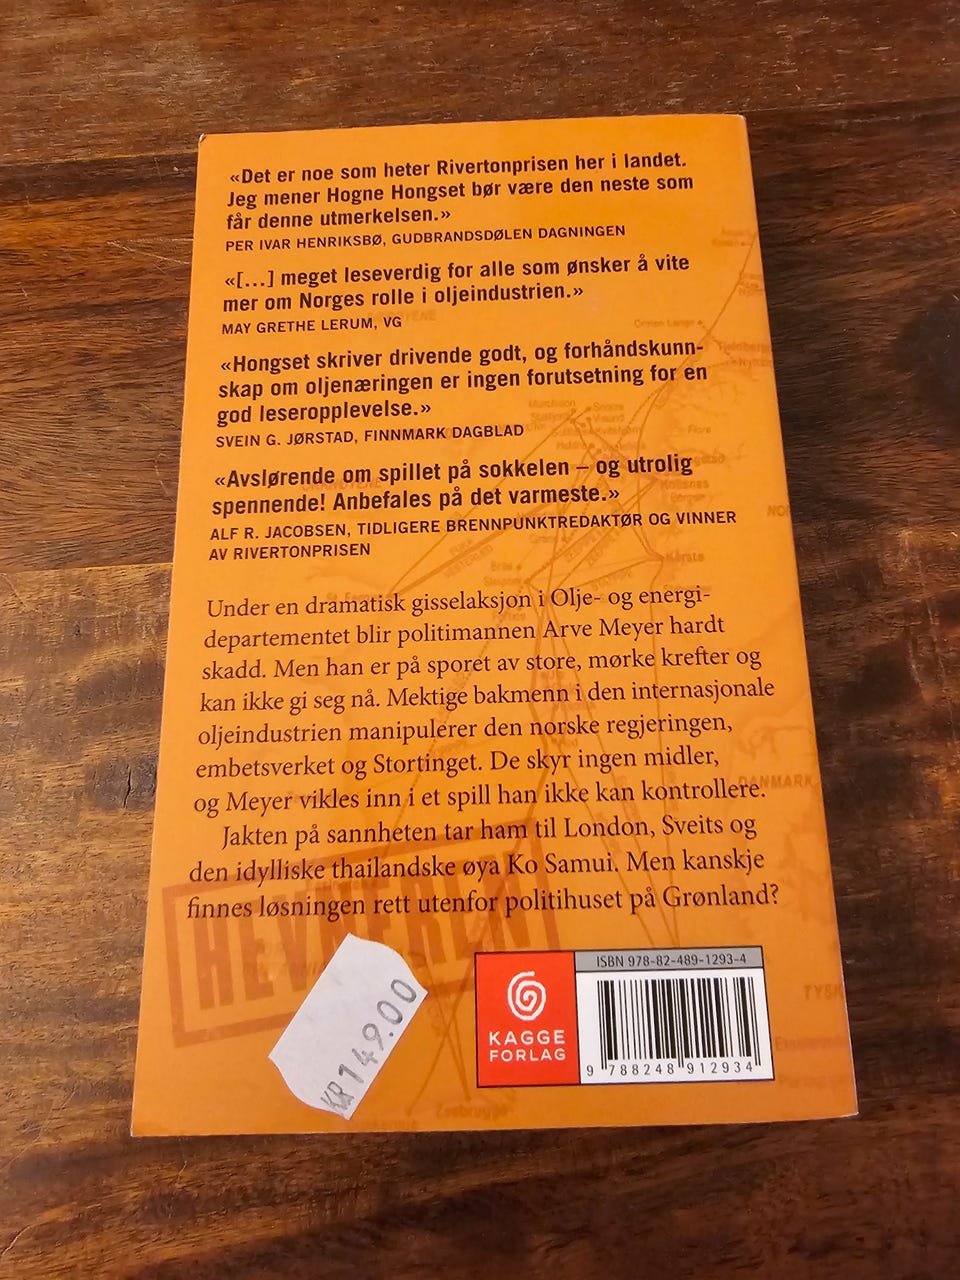 «Det er noe som heter Rivertonprisen her i landet.
Jeg mener Hogne Hongset bør være den neste som
får denne utmerkelsen.»
PER IVAR HENRIKSBØ, GUDBRANDSDØLEN DAGNINGEN
«[...] meget leseverdig for alle som ønsker å vite
mer om Norges rolle i oljeindustrien.»
MAY GRETHE LERUM, VG
«Hongset skriver drivende godt, og forhåndskunn-
skap om oljenæringen er ingen forutsetning for en
god leseropplevelse.»
SVEIN G. JØRSTAD, FINNMARK DAGBLAD
«Avslørende om spillet på sokkelen – og utrolig
spennende! Anbefales på det varmeste.»
ALF R. JACOBSEN, TIDLIGERE BRENNPUNKTREDAKTØR OG VINNER
AV RIVERTONPRISEN
Under en dramatisk gisselaksjon i Olje- og energi-
departementet blir politimannen Arve Meyer hardt
skadd. Men han er på sporet av store, mørke krefter og
kan ikke gi seg nå. Mektige bakmenn i den internasjonale
oljeindustrien manipulerer den norske regjeringen,
embetsverket og Stortinget. De skyr ingen midler,
og Meyer vikles inn i et spill han ikke kan kontrollere.
Jakten på sannheten tar ham til London, Sveits og
den idylliske thailandske øya Ko Samui. Men kanskje
finnes løsningen rett utenfor politihuset på Grønland?
HEVNEREN
KR149.00
KAGGE
FORLAG
ISBN 978-82-489-1293-4
9 788248 912934
DANMARK
Zeebrugge